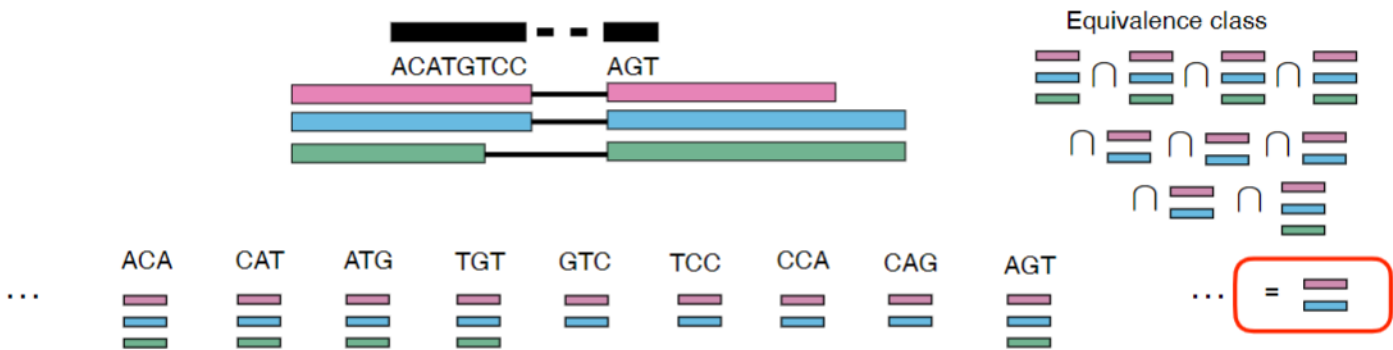 Equivalence class
ACATGTCC AGT
∩ ∩ ∩
∩ ∩ ∩
∩ ∩
... ACA CAT ATG TGT GTC TCC CCA CAG AGT ... =